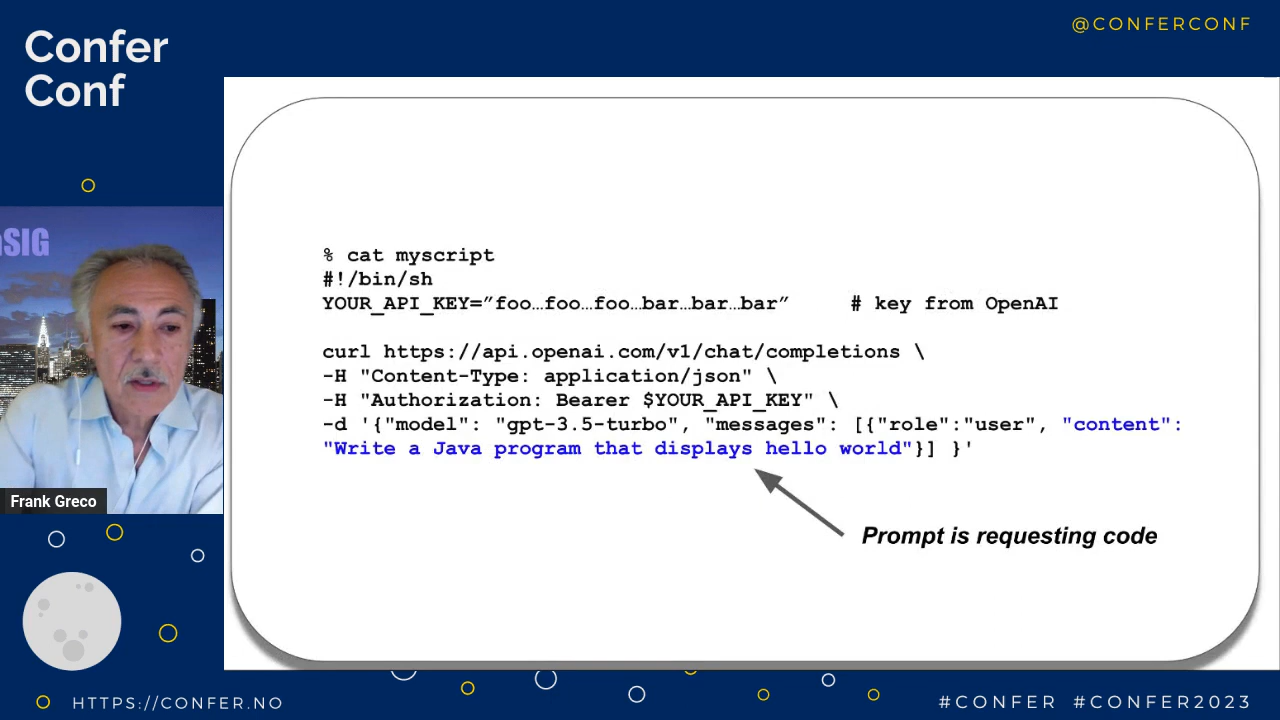 Confer
Conf
@CONFERCONF
SIG
Frank Greco
% cat myscript
#!/bin/sh
YOUR_API_KEY=”foo…foo…foo…bar…bar…bar” # key from OpenAI
curl https://api.openai.com/v1/chat/completions \
-H "Content-Type: application/json" \
-H "Authorization: Bearer $YOUR_API_KEY" \
-d '{"model": "gpt-3.5-turbo", "messages": [{"role":"user", "content":
"Write a Java program that displays hello world"}] }'
Prompt is requesting code
HTTPS://CONFER.NO
#CONFER #CONFER2023